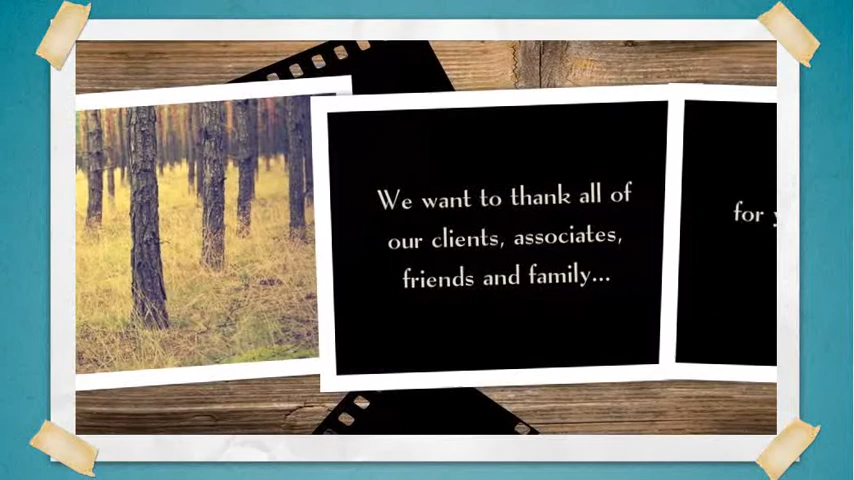 We want to thank all of
our clients, associates,
friends and family...
for